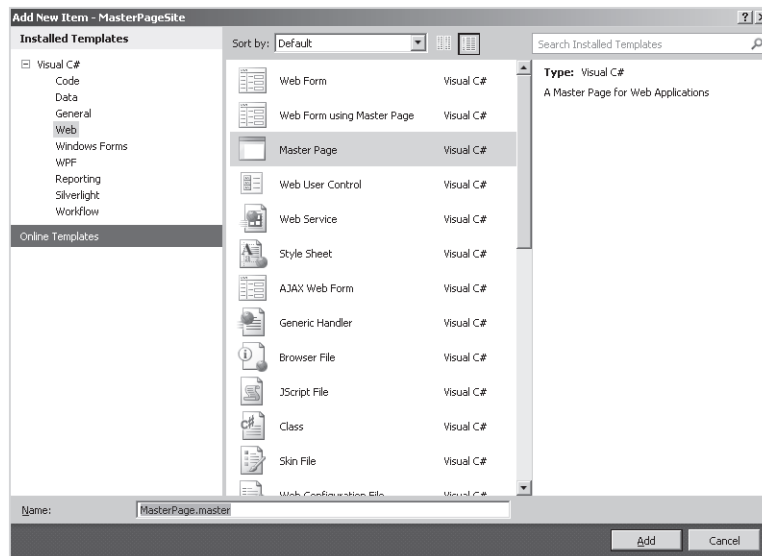 Add New Item - MasterPageSite
Installed Templates
Sort by: Default
Search Installed Templates
Visual C#
Code
Data
General
Web
Windows Forms
WPF
Reporting
Silverlight
Workflow
Online Templates
Web Form Visual C#
Web Form using Master Page Visual C#
Master Page Visual C#
Web User Control Visual C#
Web Service Visual C#
Style Sheet Visual C#
AJAX Web Form Visual C#
Generic Handler Visual C#
Browser File Visual C#
JScript File Visual C#
Class Visual C#
Skin File Visual C#
Web Configuration File Visual C#
Type: Visual C#
A Master Page for Web Applications
Name: MasterPage.master
Add Cancel